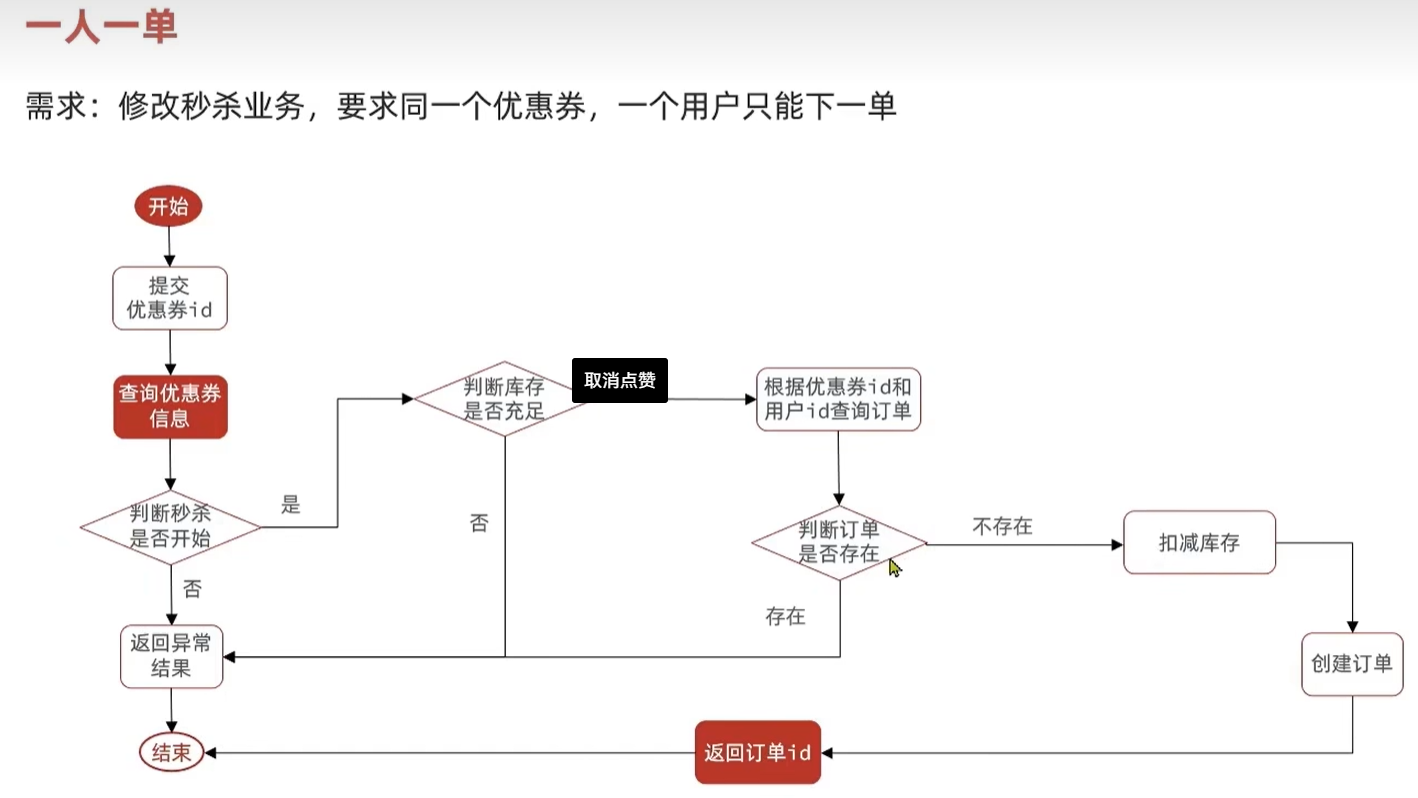 一人一单
需求：修改秒杀业务，要求同一个优惠券，一个用户只能下一单
开始
提交
优惠券id
查询优惠券
信息
判断秒杀
是否开始
是
否
返回异常
结果
结束
判断库存
是否充足
取消点赞
否
根据优惠券id和
用户id查询订单
判断订单
是否存在
不存在
存在
扣减库存
创建订单
返回订单id